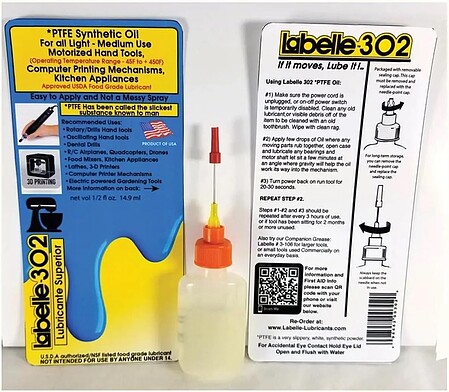 *PTFE Synthetic Oil
For all Light - Medium Use
Motorized Hand Tools,
(Operating Temperature Range - 45F to + 450F)
Computer Printing Mechanisms,
Kitchen Appliances
Approved USDA Food Grade Lubricant
Easy to Apply and Not a Messy Spray
*PTFE Has been called the slickest
substance known to man
Recommended Uses:
• Rotary/Drills Hand tools
• Oscillating Hand tools
• Dental Drills
• R/C Airplanes, Quadcopters, Drones
• Food Mixers, Kitchen Appliances
• Lathes, 3-D Printers
• Computer Printer Mechanisms
• Electric powered Gardening Tools
More information on back:
net vol 1/2 fl oz. 14.9 ml
PRODUCT OF USA
3D PRINTING
Labelle-302
Lubricante Superior
U.S.D.A authorized/NSF listed food grade lubricant
NOT INTENDED FOR USE BY ANYONE UNDER 14.
Labelle-302
If it moves, Lube it!..
Using Labelle 302 *PTFE Oil:
#1) Make sure the power cord is
unplugged, or on-off power switch
is temporarily disabled. Clean any old
lubricant or visible debris off of the
item to be cleaned with an old
toothbrush. Wipe with clean rag.
#2) Apply few drops of Oil where any
moving parts rub together, open case
and lubricate any bearings and
motor shaft let sit a few minutes at
an angle where gravity will help the oil
work its way into the mechanism.
#3) Turn power back on run tool for
20-30 seconds.
REPEAT STEP #2.
Steps #1-#2 and #3 should be
repeated after every 3 hours of use,
or it tool has been sitting for 2 months
or more unused.
Also try our Companion Grease:
Labelle # 3-106 for larger tools,
or small tools used Commercially on
an everyday basis.
Packaged with removable
sealing cap. This cap
must be removed and
replaced with the
needle-point cap.
For long-term storage,
you can remove the
needle-point cap
and replace the
sealing cap.
Always keep the
scabbard on the
needle when not
in use.
Scan Me
For more
information and
First AID Info
please scan QR
code with your
phone or visit
our website
below.
Re-Order at:
www.Labelle-Lubricants.com
*PTFE is a very slippery, white, synthetic powder.
For Accidental Eye Contact Hold Eye Lid
Open and Flush with Water